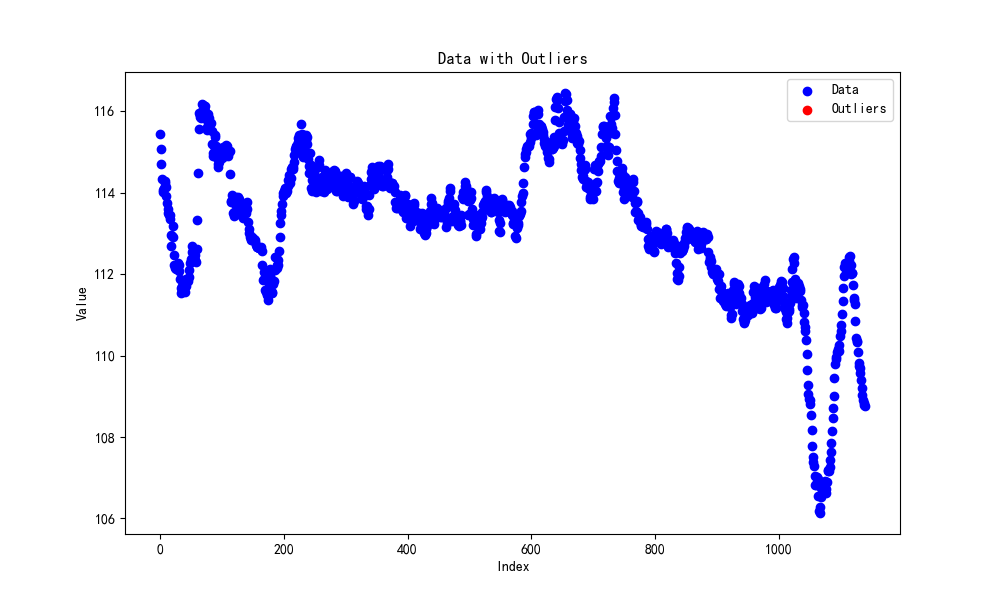 Data with Outliers
Data
Outliers
116
114
112
110
108
106
Value
0 200 400 600 800 1000
Index